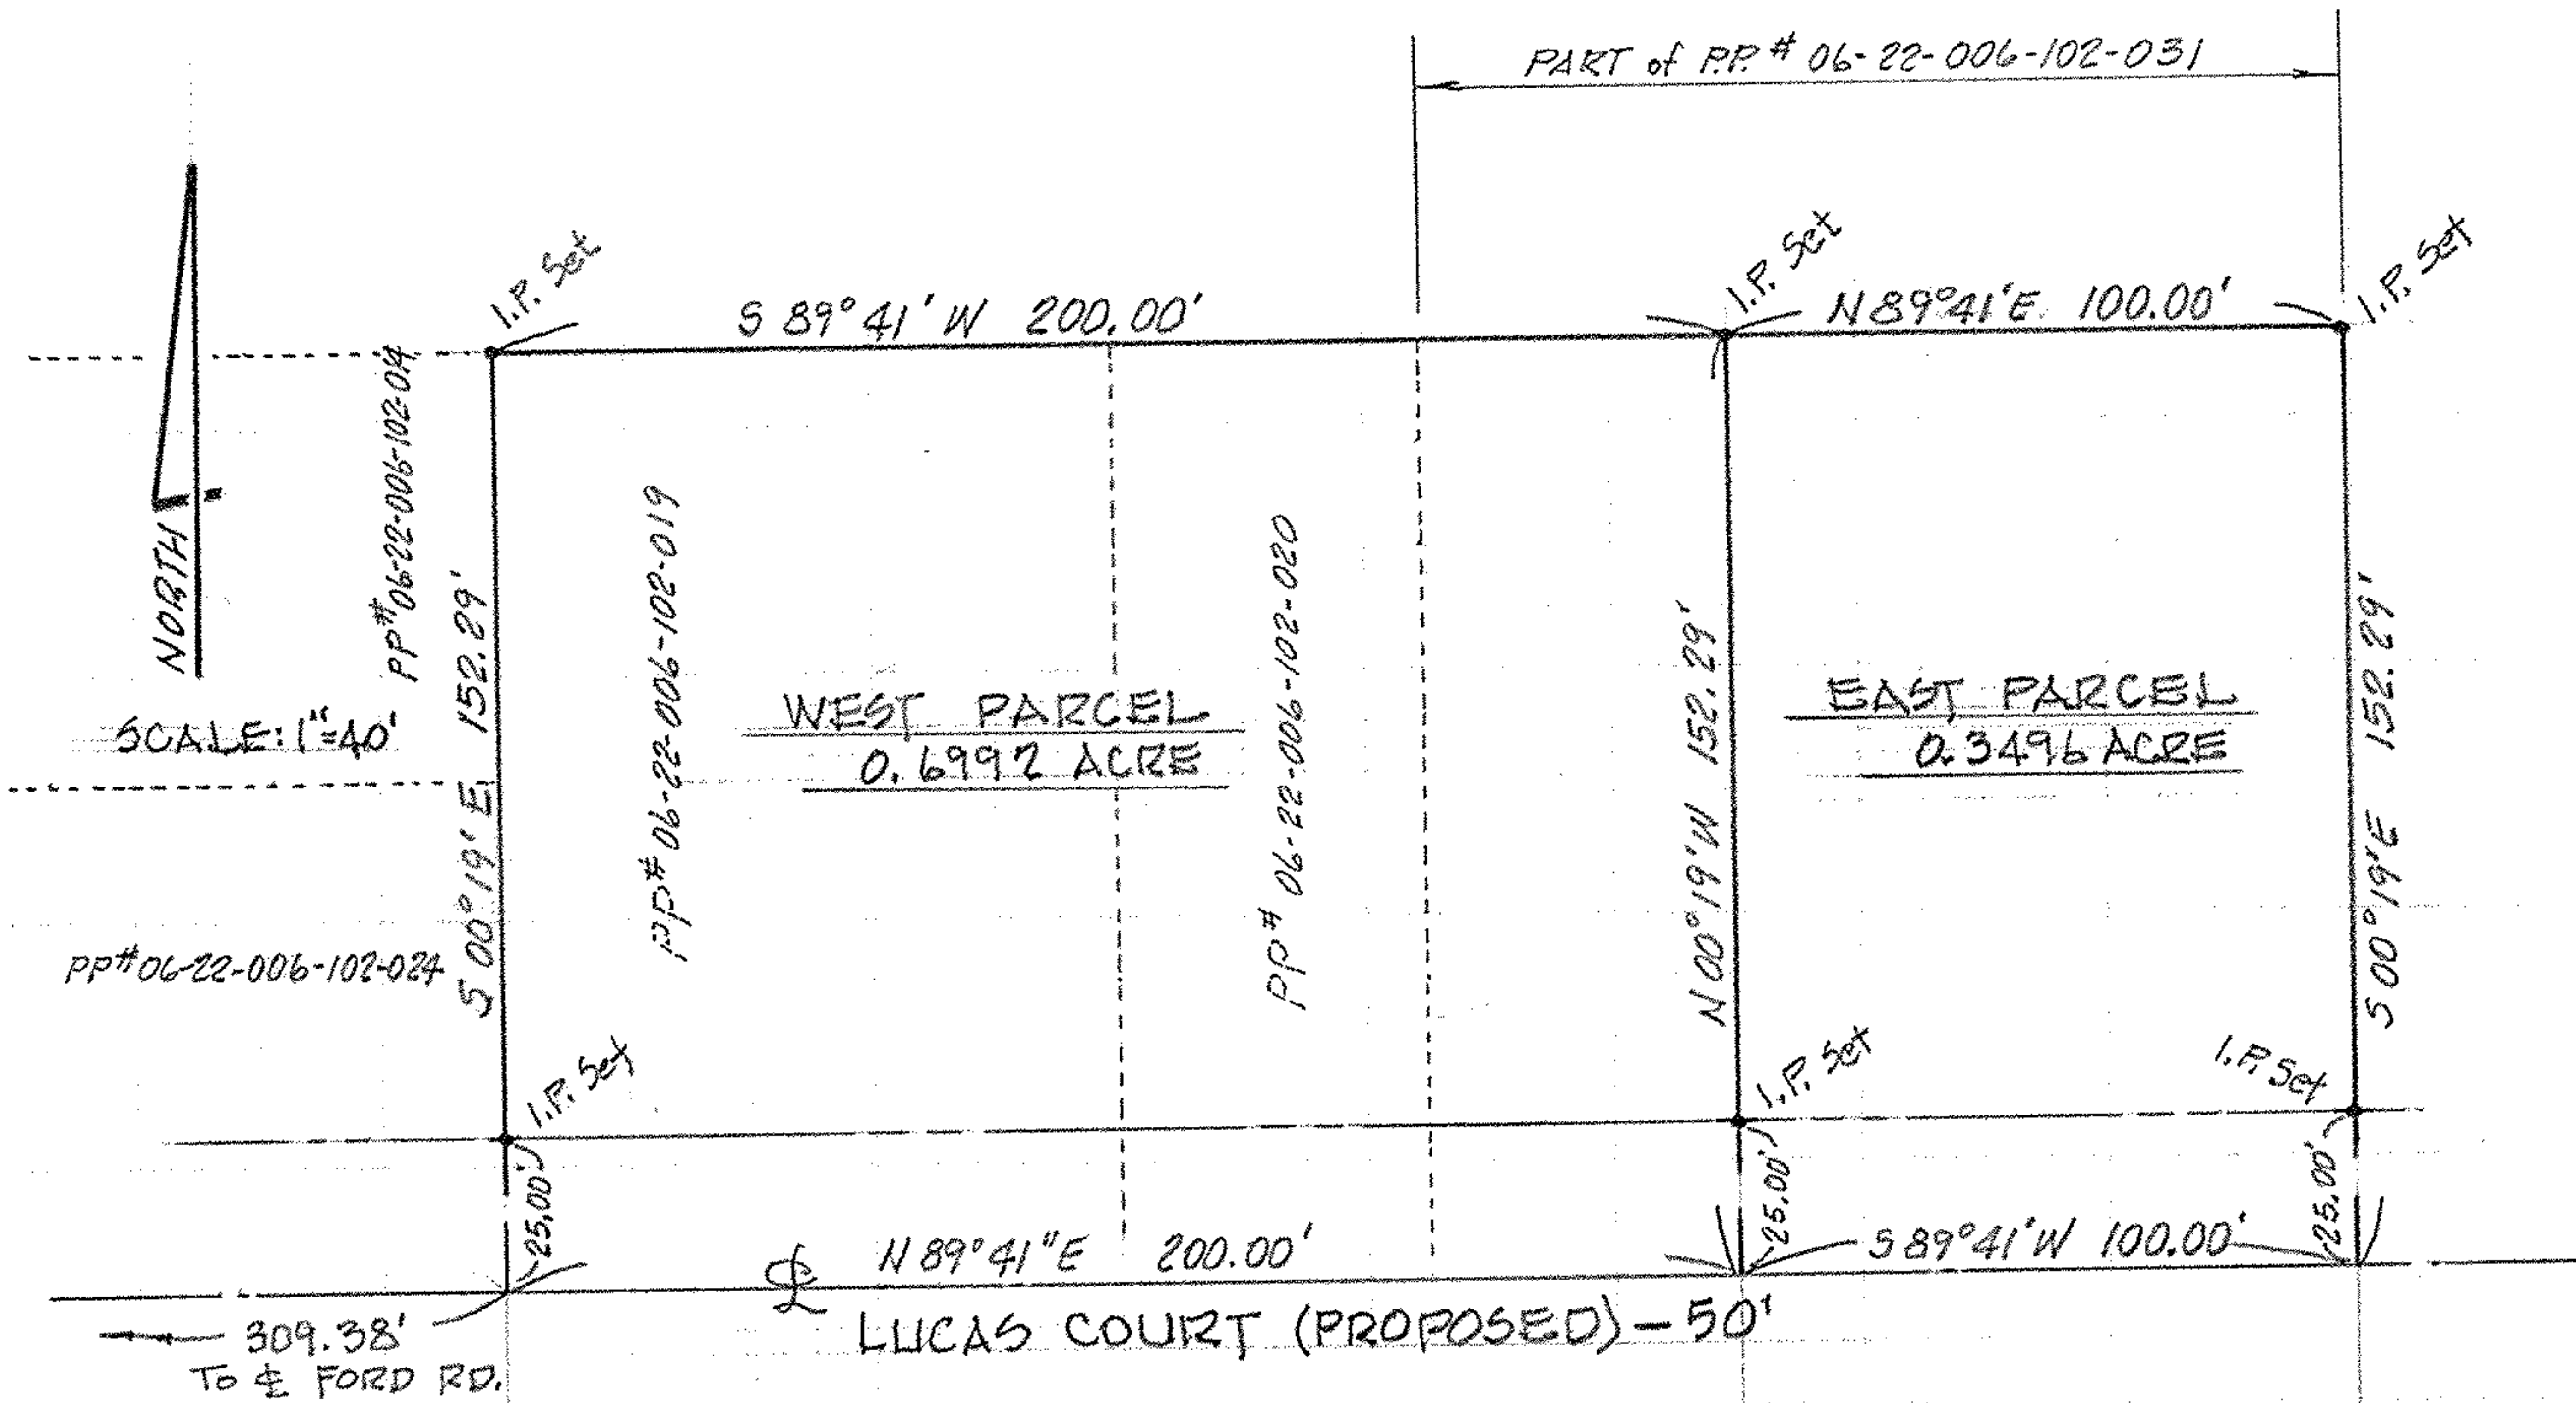 PART of P.P. # 06-22-006-102-031
I.P. Set
S 89° 41' W 200.00'
I.P. Set
N 89° 41' E. 100.00'
I.P. Set
NORTH
SCALE: 1"=40'
PP# 06-22-006-102-04
S 00° 19' E 152.29'
PP# 06-22-006-102-019
WEST PARCEL
0.6992 ACRE
PP# 06-22-006-102-020
N 00° 19' W 152.29'
EAST PARCEL
0.3496 ACRE
S 00° 19' E 152.29'
PP# 06-22-006-102-024
I.P. Set
I.P. Set
I.P. Set
25.00'
25.00'
25.00'
℄ N 89° 41" E 200.00'
S 89° 41' W 100.00'
LUCAS COURT (PROPOSED) - 50'
309.38'
To ℄ FORD RD.